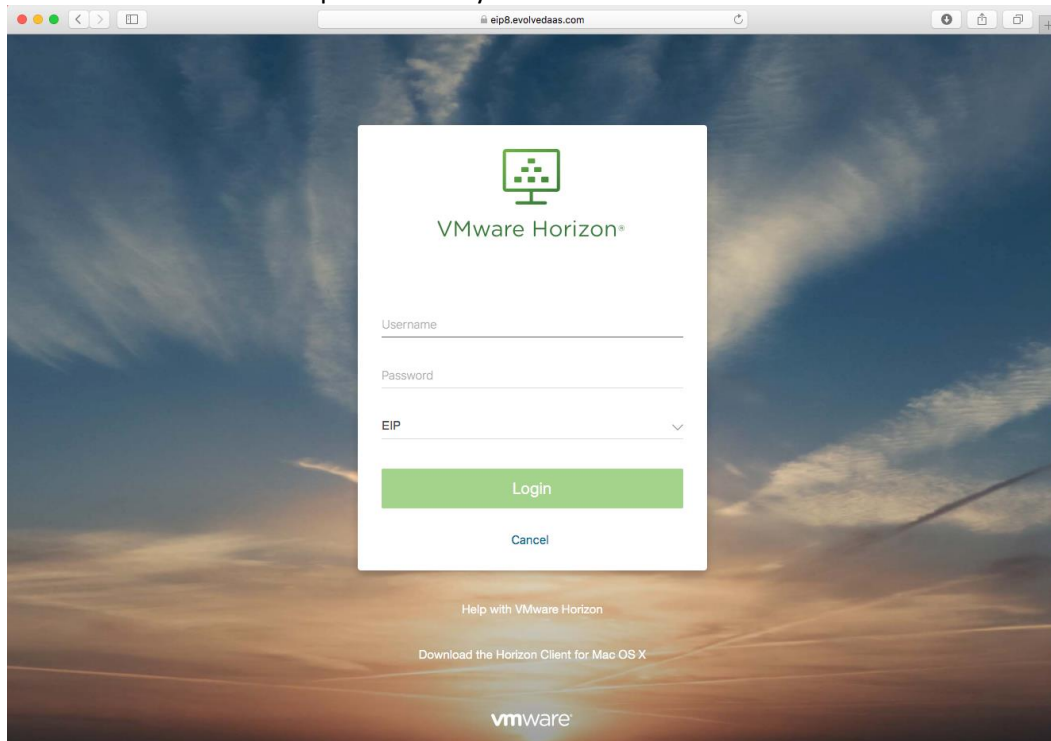 eip8.evolvedaas.com
VMware Horizon®
Username
Password
EIP
Login
Cancel
Help with VMware Horizon
Download the Horizon Client for Mac OS X
vmware